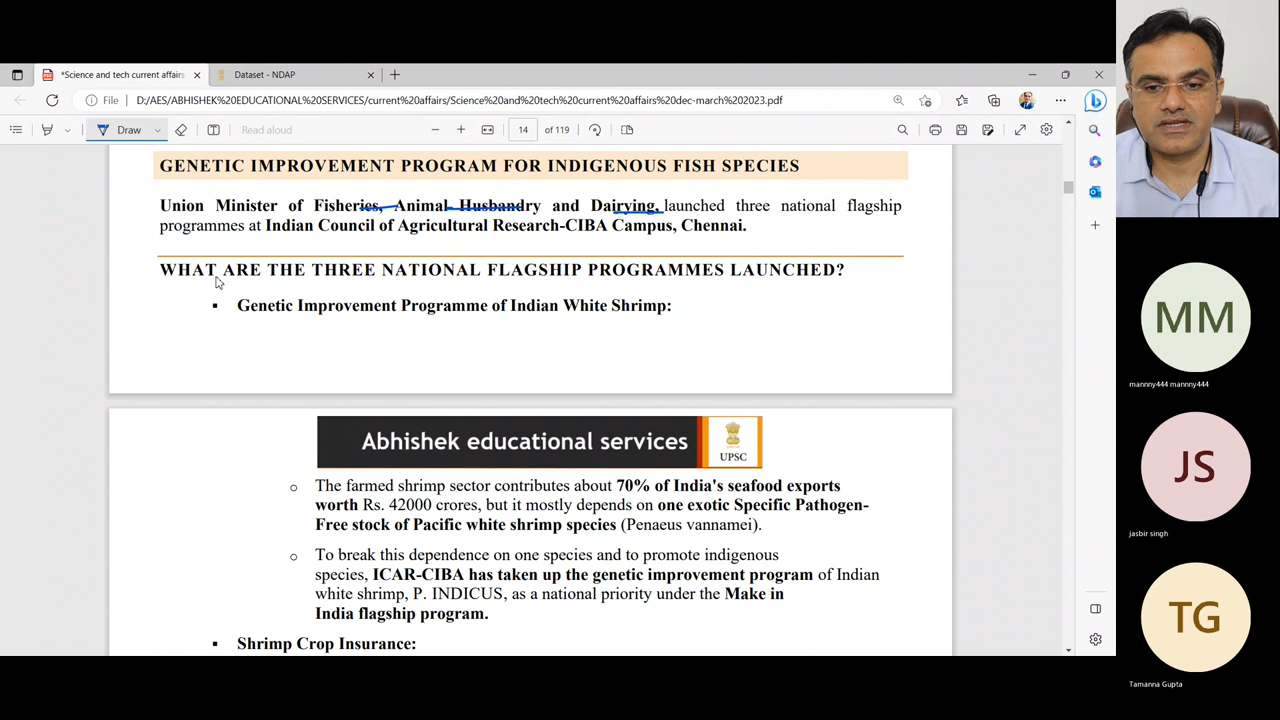 *Science and tech current affairs
Dataset - NDAP
File
D:/AES/ABHISHEK%20EDUCATIONAL%20SERVICES/current%20affairs/Science%20and%20tech%20current%20affairs%20dec-march%202023.pdf
Draw
Read aloud
14
of 119
GENETIC IMPROVEMENT PROGRAM FOR INDIGENOUS FISH SPECIES
Union Minister of Fisheries, Animal Husbandry and Dairying, launched three national flagship
programmes at Indian Council of Agricultural Research-CIBA Campus, Chennai.
WHAT ARE THE THREE NATIONAL FLAGSHIP PROGRAMMES LAUNCHED?
▪ Genetic Improvement Programme of Indian White Shrimp:
Abhishek educational services
UPSC
o The farmed shrimp sector contributes about 70% of India's seafood exports
worth Rs. 42000 crores, but it mostly depends on one exotic Specific Pathogen-
Free stock of Pacific white shrimp species (Penaeus vannamei).
o To break this dependence on one species and to promote indigenous
species, ICAR-CIBA has taken up the genetic improvement program of Indian
white shrimp, P. INDICUS, as a national priority under the Make in
India flagship program.
▪ Shrimp Crop Insurance:
MM
mannny444 mannny444
JS
jasbir singh
TG
Tamanna Gupta